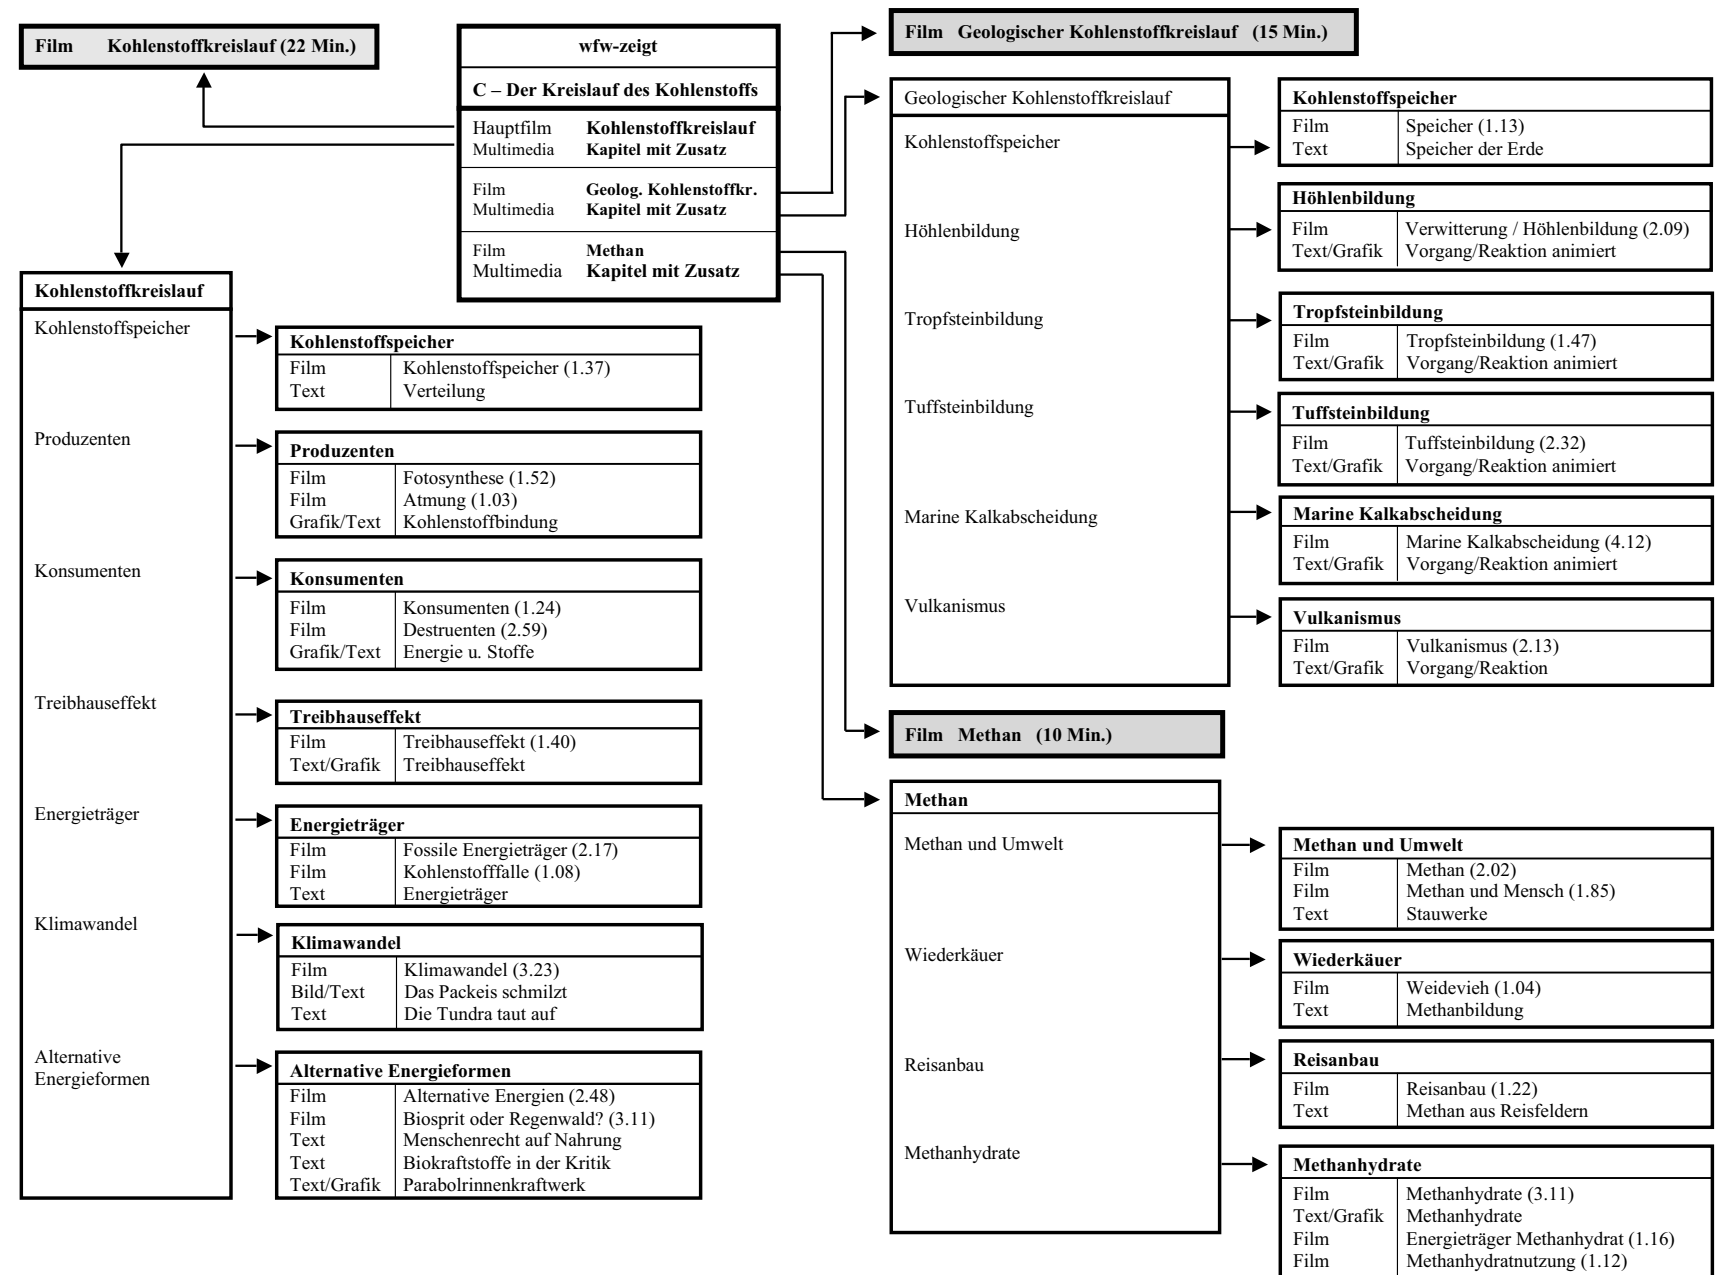 Film Kohlenstoffkreislauf (22 Min.)
wfw-zeigt
C – Der Kreislauf des Kohlenstoffs
Hauptfilm Kohlenstoffkreislauf
Multimedia Kapitel mit Zusatz
Film Geolog. Kohlenstoffkr.
Multimedia Kapitel mit Zusatz
Film Methan
Multimedia Kapitel mit Zusatz
Kohlenstoffkreislauf
Kohlenstoffspeicher
Produzenten
Konsumenten
Treibhauseffekt
Energieträger
Klimawandel
Alternative
Energieformen
Kohlenstoffspeicher
Film Kohlenstoffspeicher (1.37)
Text Verteilung
Produzenten
Film Fotosynthese (1.52)
Film Atmung (1.03)
Grafik/Text Kohlenstoffbindung
Konsumenten
Film Konsumenten (1.24)
Film Destruenten (2.59)
Grafik/Text Energie u. Stoffe
Treibhauseffekt
Film Treibhauseffekt (1.40)
Text/Grafik Treibhauseffekt
Energieträger
Film Fossile Energieträger (2.17)
Film Kohlenstofffalle (1.08)
Text Energieträger
Klimawandel
Film Klimawandel (3.23)
Bild/Text Das Packeis schmilzt
Text Die Tundra taut auf
Alternative Energieformen
Film Alternative Energien (2.48)
Film Biosprit oder Regenwald? (3.11)
Text Menschenrecht auf Nahrung
Text Biokraftstoffe in der Kritik
Text/Grafik Parabolrinnenkraftwerk
Film Geologischer Kohlenstoffkreislauf (15 Min.)
Geologischer Kohlenstoffkreislauf
Kohlenstoffspeicher
Höhlenbildung
Tropfsteinbildung
Tuffsteinbildung
Marine Kalkabscheidung
Vulkanismus
Kohlenstoffspeicher
Film Speicher (1.13)
Text Speicher der Erde
Höhlenbildung
Film Verwitterung / Höhlenbildung (2.09)
Text/Grafik Vorgang/Reaktion animiert
Tropfsteinbildung
Film Tropfsteinbildung (1.47)
Text/Grafik Vorgang/Reaktion animiert
Tuffsteinbildung
Film Tuffsteinbildung (2.32)
Text/Grafik Vorgang/Reaktion animiert
Marine Kalkabscheidung
Film Marine Kalkabscheidung (4.12)
Text/Grafik Vorgang/Reaktion animiert
Vulkanismus
Film Vulkanismus (2.13)
Text/Grafik Vorgang/Reaktion
Film Methan (10 Min.)
Methan
Methan und Umwelt
Wiederkäuer
Reisanbau
Methanhydrate
Methan und Umwelt
Film Methan (2.02)
Film Methan und Mensch (1.85)
Text Stauwerke
Wiederkäuer
Film Weidevieh (1.04)
Text Methanbildung
Reisanbau
Film Reisanbau (1.22)
Text Methan aus Reisfeldern
Methanhydrate
Film Methanhydrate (3.11)
Text/Grafik Methanhydrate
Film Energieträger Methanhydrat (1.16)
Film Methanhydratnutzung (1.12)